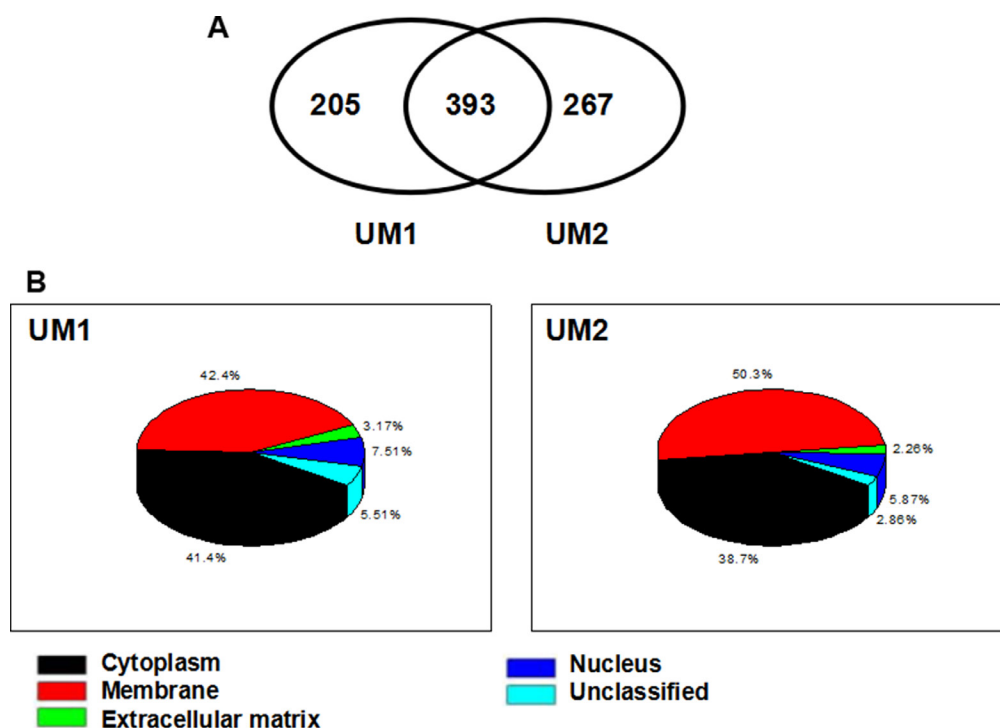 A
205 393 267
UM1 UM2
B
UM1
42.4%
3.17%
7.51%
5.51%
41.4%
UM2
50.3%
2.26%
5.87%
2.86%
38.7%
Cytoplasm
Membrane
Extracellular matrix
Nucleus
Unclassified